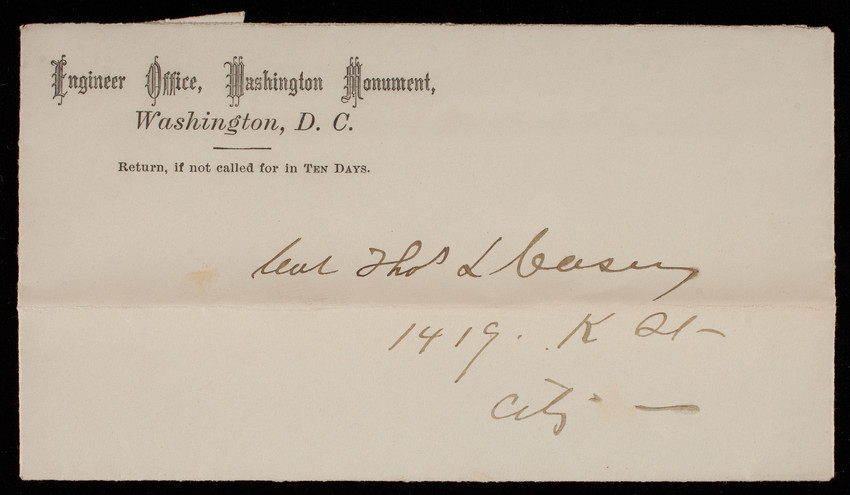 Engineer Office, Washington Monument,
Washington, D. C.
Return, if not called for in TEN DAYS.
Col Thos L Casey
1419. K St-
City —